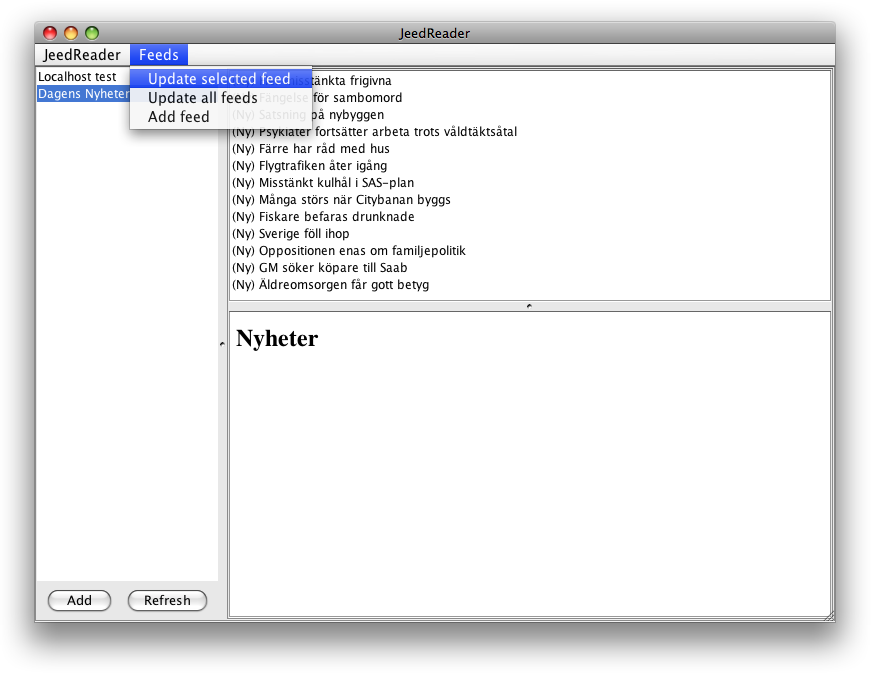 JeedReader
JeedReader Feeds
Localhost test
Dagens Nyheter
Update selected feed
Update all feeds
Add feed
misstänkta frigivna
Fängelse för sambomord
(Ny) Satsning på nybyggen
(Ny) Psykiater fortsätter arbeta trots våldtäktsåtal
(Ny) Färre har råd med hus
(Ny) Flygtrafiken åter igång
(Ny) Misstänkt kulhål i SAS-plan
(Ny) Många störs när Citybanan byggs
(Ny) Fiskare befaras drunknade
(Ny) Sverige föll ihop
(Ny) Oppositionen enas om familjepolitik
(Ny) GM söker köpare till Saab
(Ny) Äldreomsorgen får gott betyg
Nyheter
Add Refresh